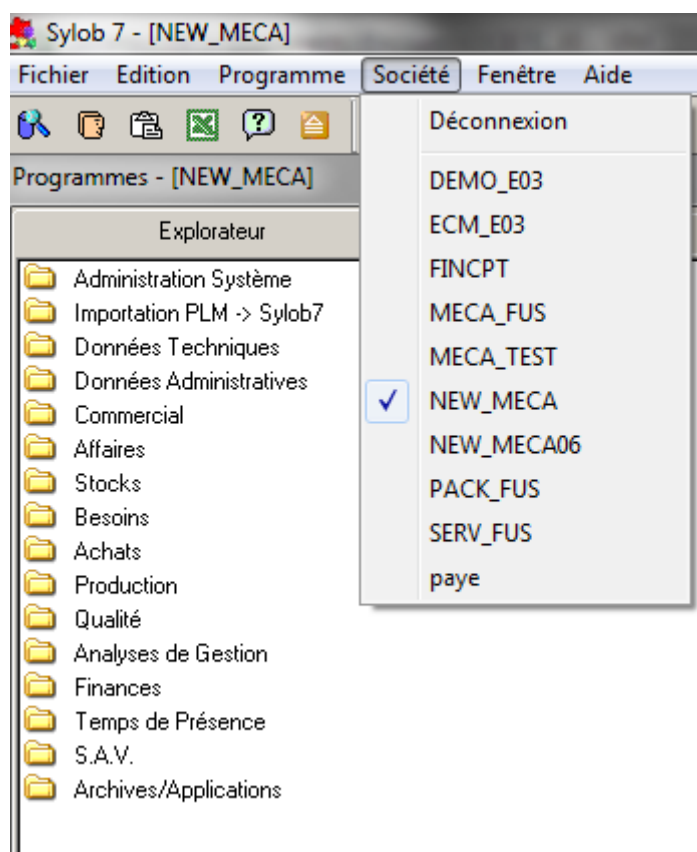 Sylob 7 - [NEW_MECA]
Fichier Edition Programme Société Fenêtre Aide
Déconnexion
DEMO_E03
ECM_E03
FINCPT
MECA_FUS
MECA_TEST
NEW_MECA
NEW_MECA06
PACK_FUS
SERV_FUS
paye
Programmes - [NEW_MECA]
Explorateur
Administration Système
Importation PLM -> Sylob7
Données Techniques
Données Administratives
Commercial
Affaires
Stocks
Besoins
Achats
Production
Qualité
Analyses de Gestion
Finances
Temps de Présence
S.A.V.
Archives/Applications